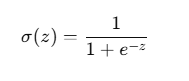 σ(z) = 1 / (1 + e^{-z})